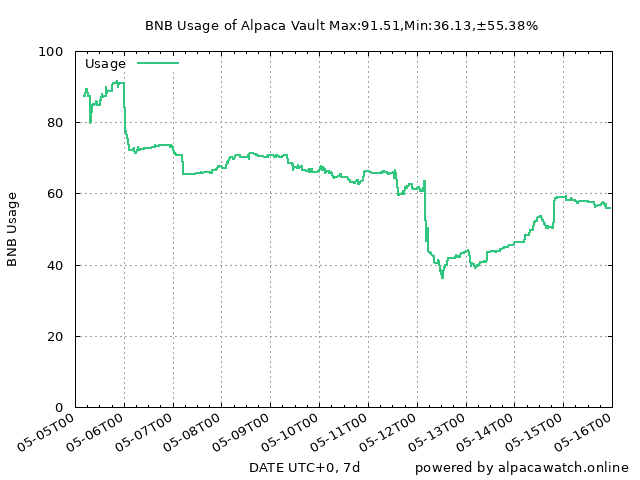 BNB Usage of Alpaca Vault Max:91.51,Min:36.13,±55.38%
Usage
100
80
60
40
20
0
BNB Usage
05-05T00
05-06T00
05-07T00
05-08T00
05-09T00
05-10T00
05-11T00
05-12T00
05-13T00
05-14T00
05-15T00
05-16T00
DATE UTC+0, 7d
powered by alpacawatch.online